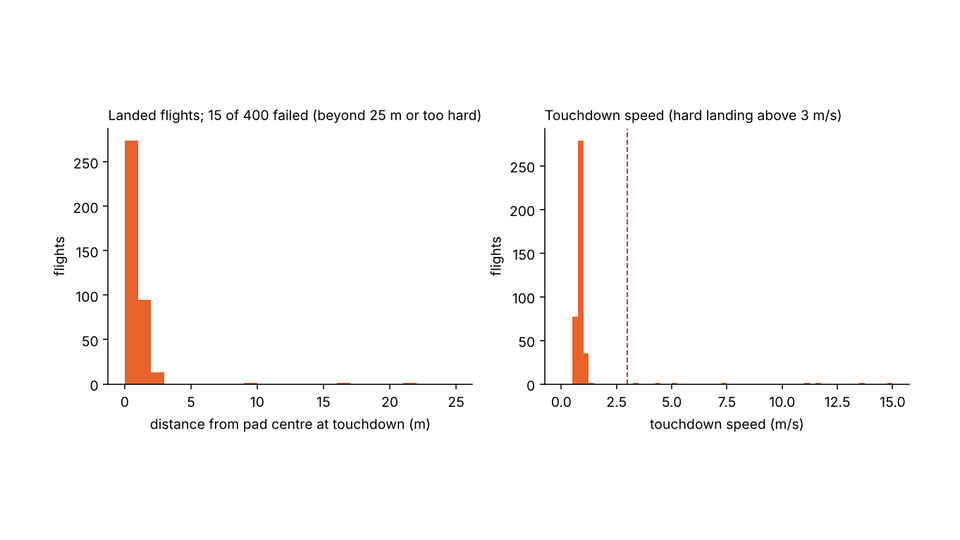 Landed flights; 15 of 400 failed (beyond 25 m or too hard)
flights
250
200
150
100
50
0
0 5 10 15 20 25
distance from pad centre at touchdown (m)
Touchdown speed (hard landing above 3 m/s)
flights
250
200
150
100
50
0
0.0 2.5 5.0 7.5 10.0 12.5 15.0
touchdown speed (m/s)